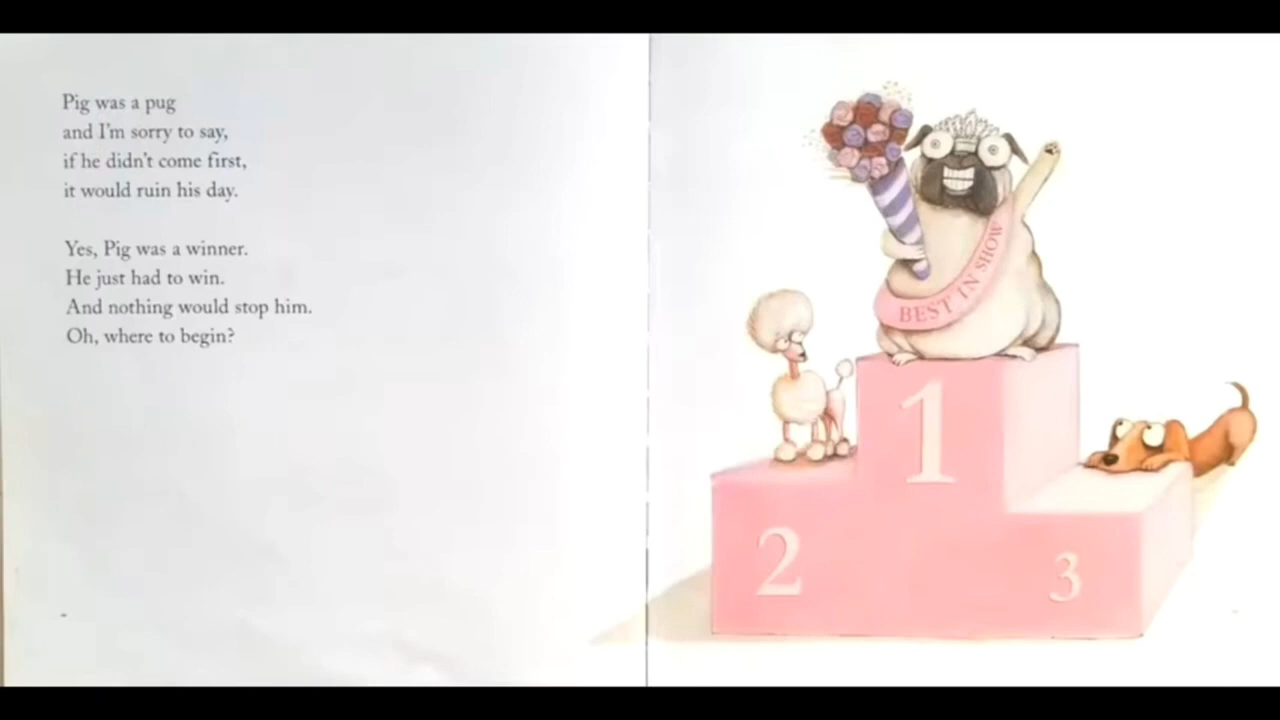 Pig was a pug
and I'm sorry to say,
if he didn't come first,
it would ruin his day.
Yes, Pig was a winner.
He just had to win.
And nothing would stop him.
Oh, where to begin?
BEST IN SHOW
1
2
3